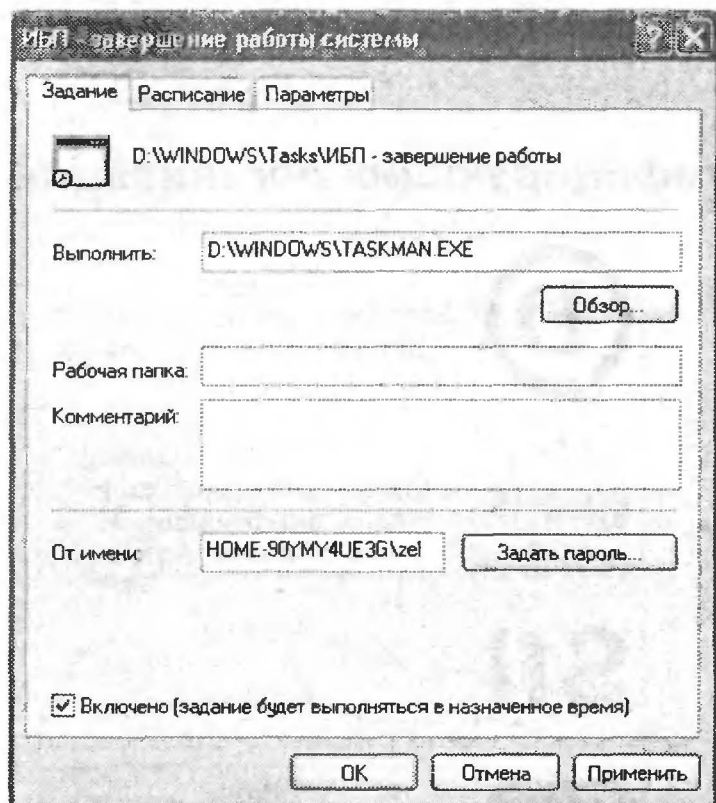 ИБП - завершение работы системы
Задание Расписание Параметры
D:\WINDOWS\Tasks\ИБП - завершение работы
Выполнить: D:\WINDOWS\TASKMAN.EXE
Обзор...
Рабочая папка:
Комментарий:
От имени: HOME-90YMY4UE3G\zel Задать пароль...
Включено (задание будет выполняться в назначенное время)
OK Отмена Применить